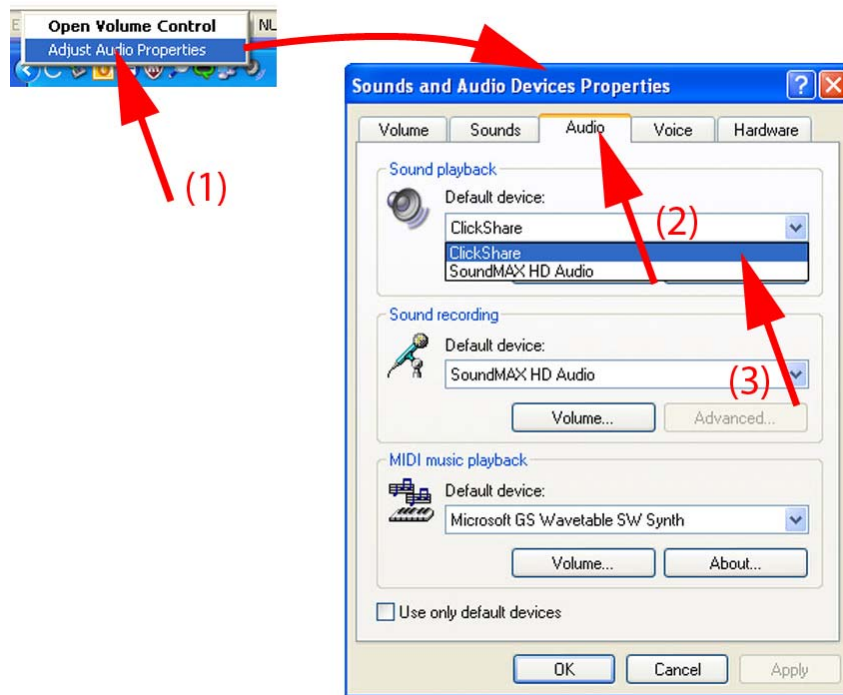 E
Open Volume Control
NU
Adjust Audio Properties
(1)
Sounds and Audio Devices Properties
Volume
Sounds
Audio
Voice
Hardware
Sound playback
Default device:
ClickShare
(2)
ClickShare
SoundMAX HD Audio
Sound recording
Default device:
SoundMAX HD Audio
(3)
Volume...
Advanced...
MIDI music playback
Default device:
Microsoft GS Wavetable SW Synth
Volume...
About...
Use only default devices
OK
Cancel
Apply